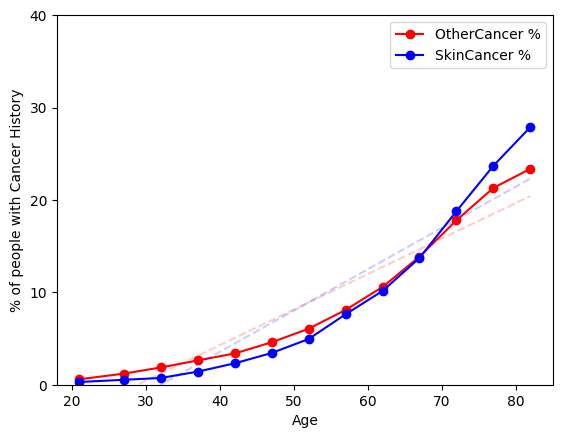 40
30
20
10
0
% of people with Cancer History
OtherCancer %
SkinCancer %
20 30 40 50 60 70 80
Age